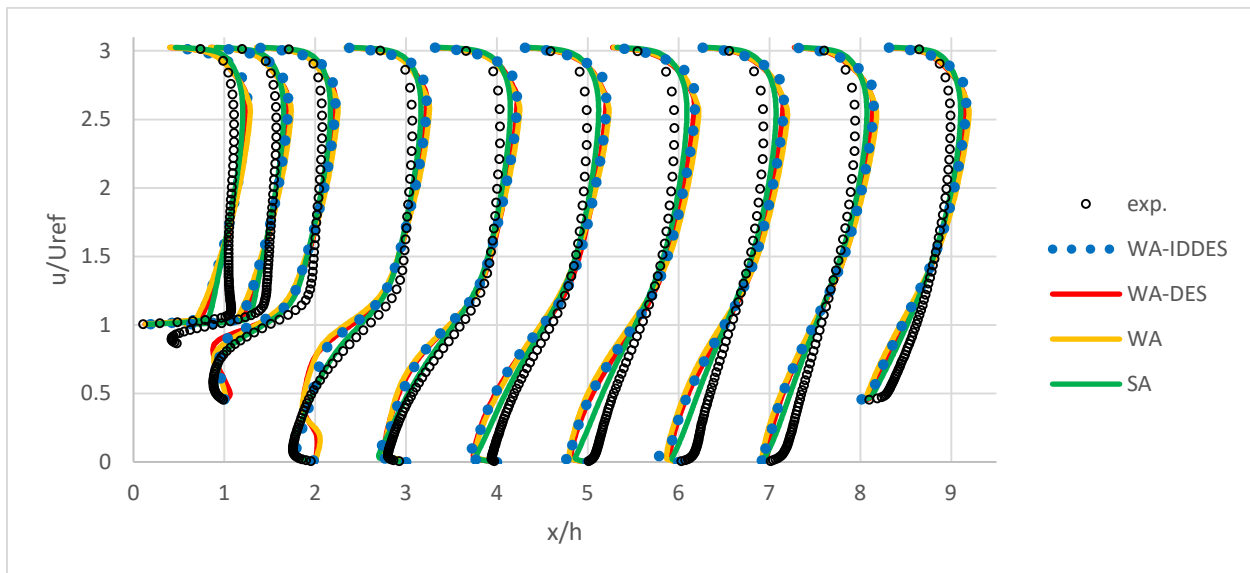 3
2.5
2
1.5
1
0.5
0
u/Uref
0 1 2 3 4 5 6 7 8 9
x/h
exp.
WA-IDDES
WA-DES
WA
SA